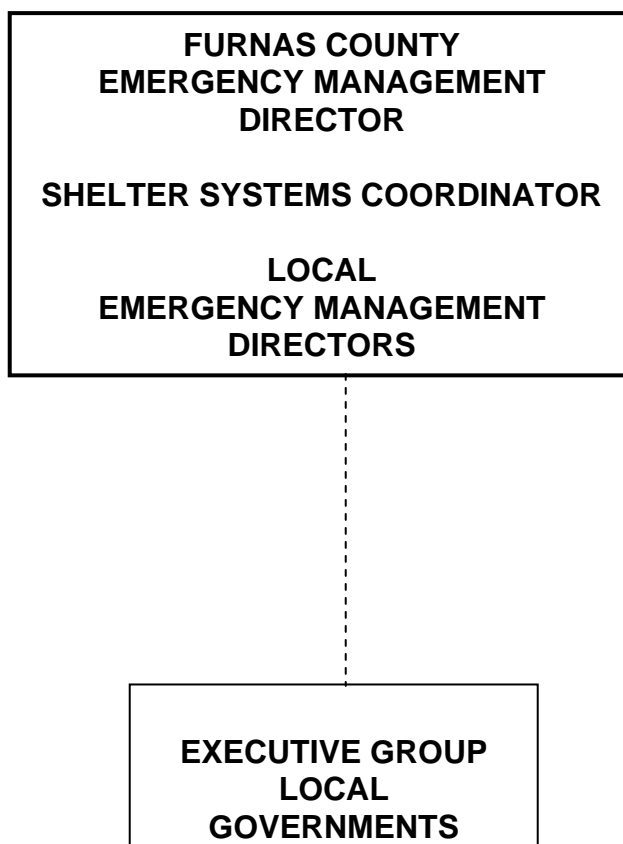 FURNAS COUNTY
EMERGENCY MANAGEMENT
DIRECTOR
SHELTER SYSTEMS COORDINATOR
LOCAL
EMERGENCY MANAGEMENT
DIRECTORS
EXECUTIVE GROUP
LOCAL
GOVERNMENTS